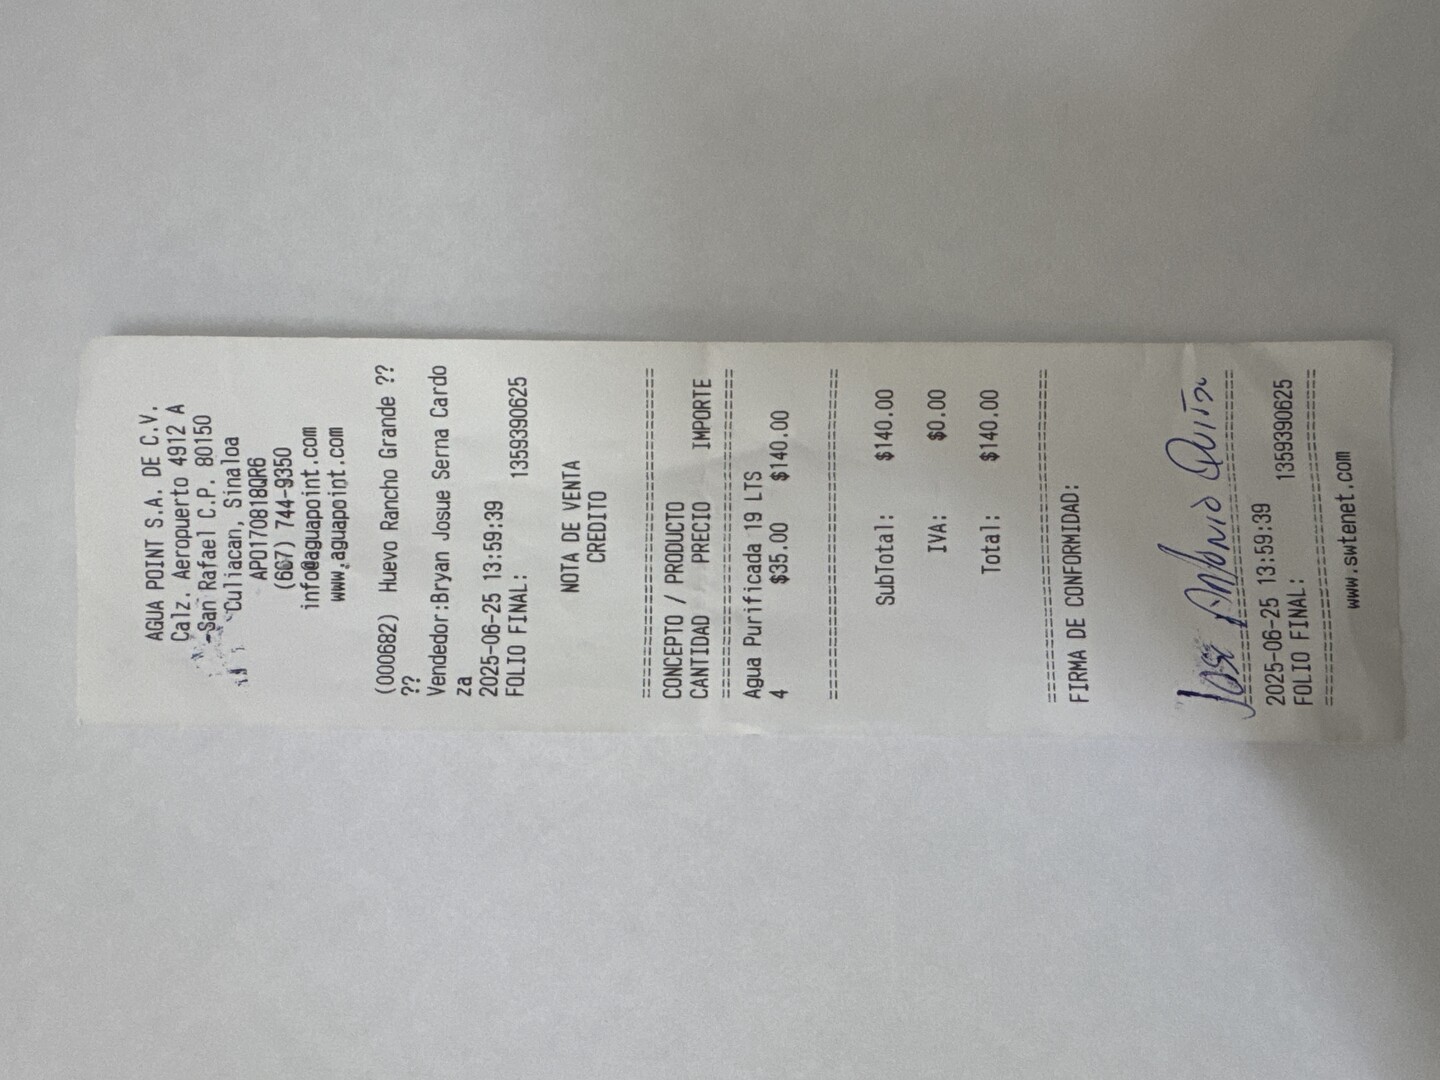 AGUA POINT S.A. DE C.V.
Calz. Aeropuerto 4912 A
San Rafael C.P. 80150
Culiacan, Sinaloa
APO170818QR6
(667) 744-9350
info@aguapoint.com
www.aguapoint.com
(000682) Huevo Rancho Grande ??
??
Vendedor:Bryan Josue Serna Cardo
za
2025-06-25 13:59:39
FOLIO FINAL: 1359390625
NOTA DE VENTA
CREDITO
================================
CONCEPTO / PRODUCTO
CANTIDAD PRECIO IMPORTE
================================
Agua Purificada 19 LTS
4 $35.00 $140.00
================================
SubTotal: $140.00
IVA: $0.00
Total: $140.00
================================
FIRMA DE CONFORMIDAD:
Jose Antonio
================================
2025-06-25 13:59:39
FOLIO FINAL: 1359390625
================================
www.swtenet.com